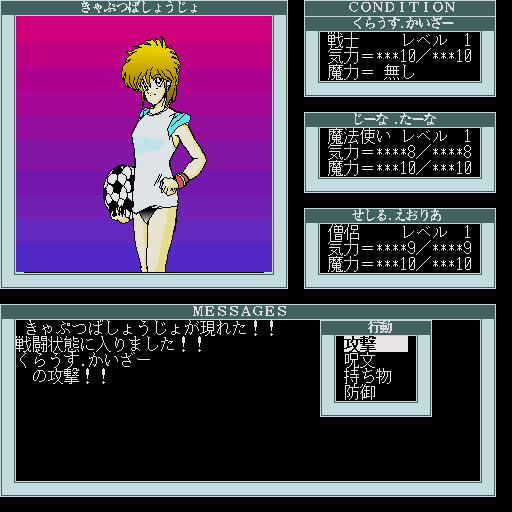 きゃぷつばしょうじょ
CONDITION
くらうす.かいざー
戦士 レベル 1
気力=***10/***10
魔力= 無し
じーな.たーな
魔法使い レベル 1
気力=****8/****8
魔力=***10/***10
せしる.えおりあ
僧侶 レベル 1
気力=****9/****9
魔力=***10/***10
MESSAGES
きゃぷつばしょうじょが現れた!!
戦闘状態に入りました!!
くらうす.かいざー
の攻撃!!
行動
攻撃
呪文
持ち物
防御